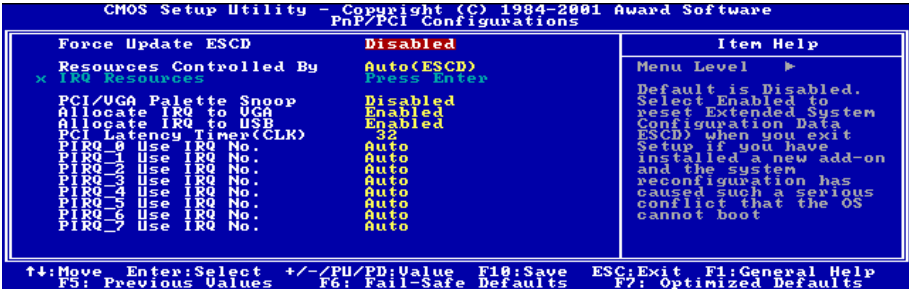 CMOS Setup Utility - Copyright (C) 1984-2001 Award Software
PnP/PCI Configurations
Force Update ESCD Disabled
Resources Controlled By Auto(ESCD)
x IRQ Resources Press Enter
PCI/VGA Palette Snoop Disabled
Allocate IRQ to VGA Enabled
Allocate IRQ to USB Enabled
PCI Latency Timer(CLK) 32
PIRQ_0 Use IRQ No. Auto
PIRQ_1 Use IRQ No. Auto
PIRQ_2 Use IRQ No. Auto
PIRQ_3 Use IRQ No. Auto
PIRQ_4 Use IRQ No. Auto
PIRQ_5 Use IRQ No. Auto
PIRQ_6 Use IRQ No. Auto
PIRQ_7 Use IRQ No. Auto
Item Help
Menu Level ►
Default is Disabled.
Select Enabled to
reset Extended System
Configuration Data
ESCD) when you exit
Setup if you have
installed a new add-on
and the system
reconfiguration has
caused such a serious
conflict that the OS
cannot boot
↑↓:Move Enter:Select +/-/PU/PD:Value F10:Save ESC:Exit F1:General Help
F5: Previous Values F6: Fail-Safe Defaults F7: Optimized Defaults